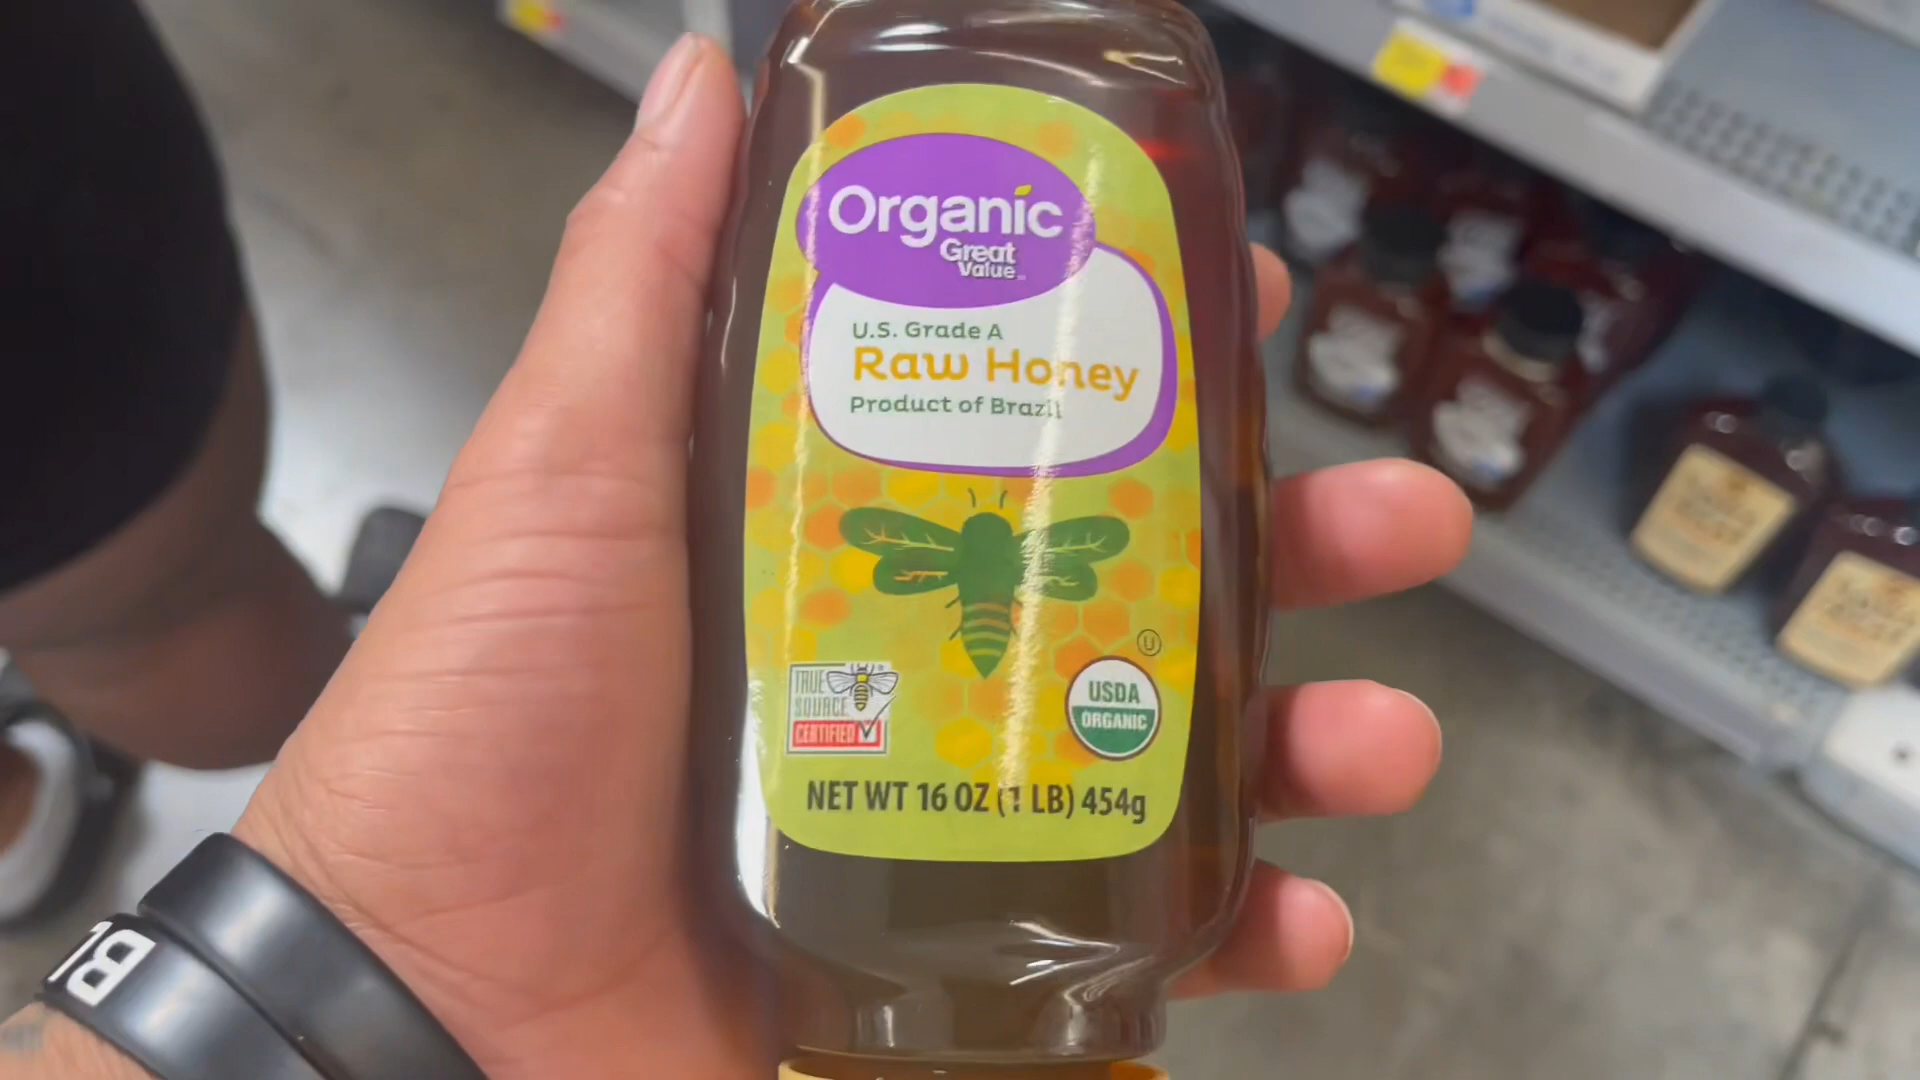 Organic
Great
Value
U.S. Grade A
Raw Honey
Product of Brazil
U
TRUE
SOURCE
CERTIFIED
USDA
ORGANIC
NET WT 16 OZ (1 LB) 454g